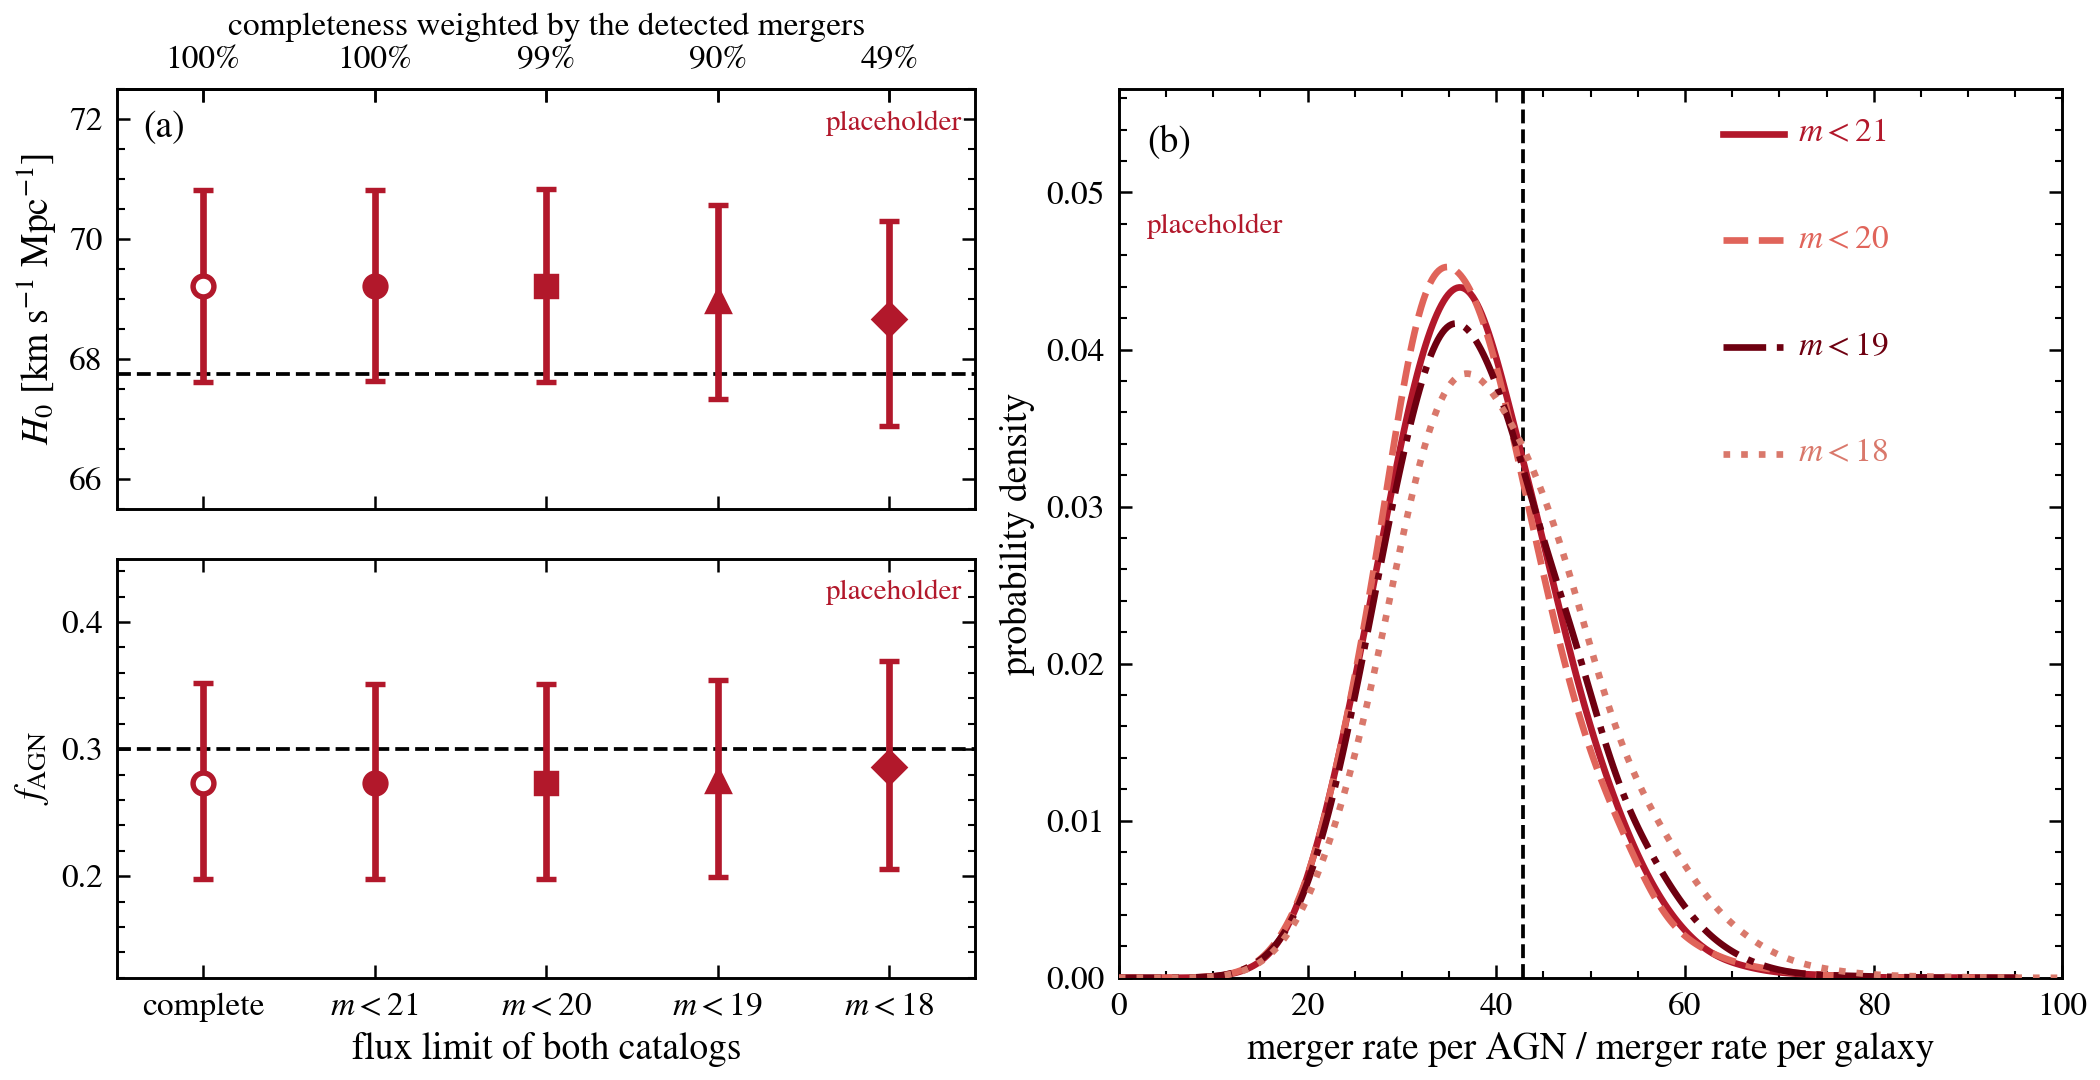 completeness weighted by the detected mergers
100% 100% 99% 90% 49%
(a)
placeholder
72
70
68
66
H₀ [km s⁻¹ Mpc⁻¹]
placeholder
0.4
0.3
0.2
f_AGN
complete m < 21 m < 20 m < 19 m < 18
flux limit of both catalogs
(b)
placeholder
m < 21
m < 20
m < 19
m < 18
0.05
0.04
0.03
0.02
0.01
0.00
probability density
0 20 40 60 80 100
merger rate per AGN / merger rate per galaxy